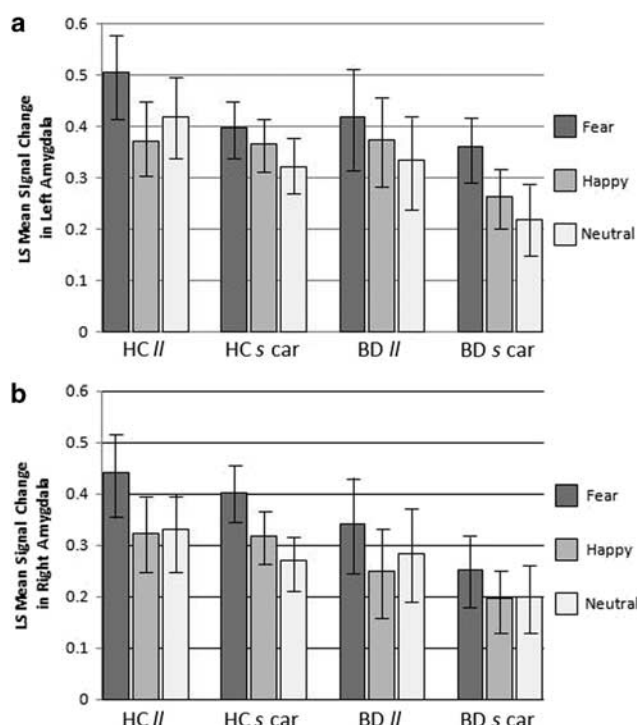 a
0.6
0.5
0.4
0.3
0.2
0.1
0
LS Mean Signal Change
in Left Amygdala
HC ll
HC s car
BD ll
BD s car
Fear
Happy
Neutral
b
0.6
0.5
0.4
0.3
0.2
0.1
0
LS Mean Signal Change
in Right Amygdala
HC ll
HC s car
BD ll
BD s car
Fear
Happy
Neutral